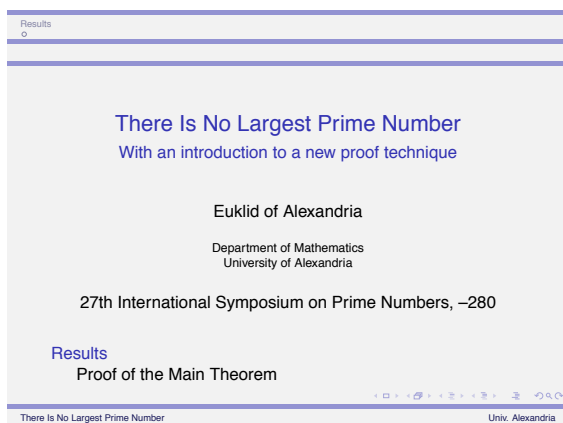 Results
There Is No Largest Prime Number
With an introduction to a new proof technique
Euklid of Alexandria
Department of Mathematics
University of Alexandria
27th International Symposium on Prime Numbers, –280
Results
Proof of the Main Theorem
There Is No Largest Prime Number
Univ. Alexandria